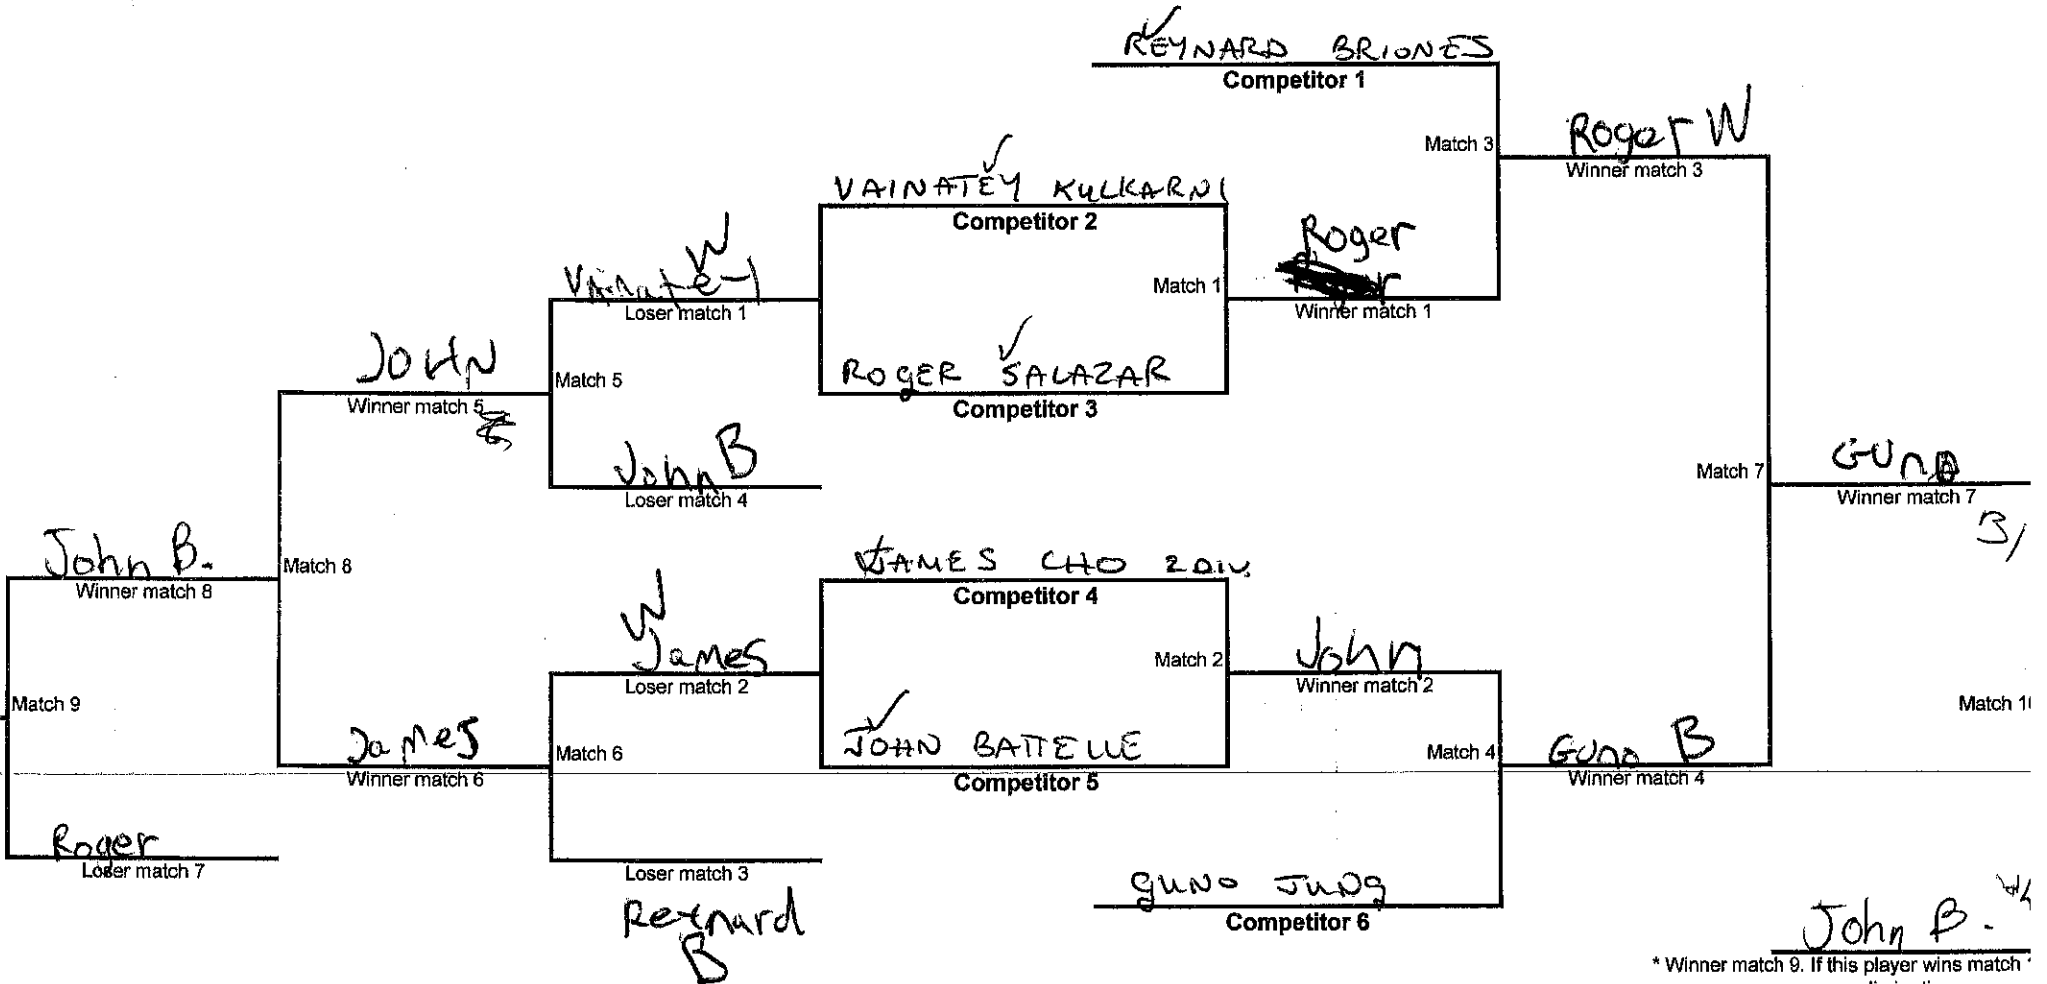 REYNARD BRIONES
Competitor 1
Match 3
Roger W
Winner match 3
VAINATEY KULKARNI
Competitor 2
Match 1
Roger
Winner match 1
W
Vainatey
Loser match 1
ROGER SALAZAR
Competitor 3
JOHN
Winner match 5
Match 5
John B
Loser match 4
Match 7
GUNO
Winner match 7
3/
John B.
Winner match 8
Match 8
JAMES CHO 2DIV.
Competitor 4
W
James
Loser match 2
Match 2
John
Winner match 2
Match 9
Match 10
James
Winner match 6
Match 6
JOHN BATTELLE
Competitor 5
Match 4
GUNO B
Winner match 4
Roger
Loser match 7
Loser match 3
Reynard
B
GUNO JUNG
Competitor 6
John B.
* Winner match 9. If this player wins match